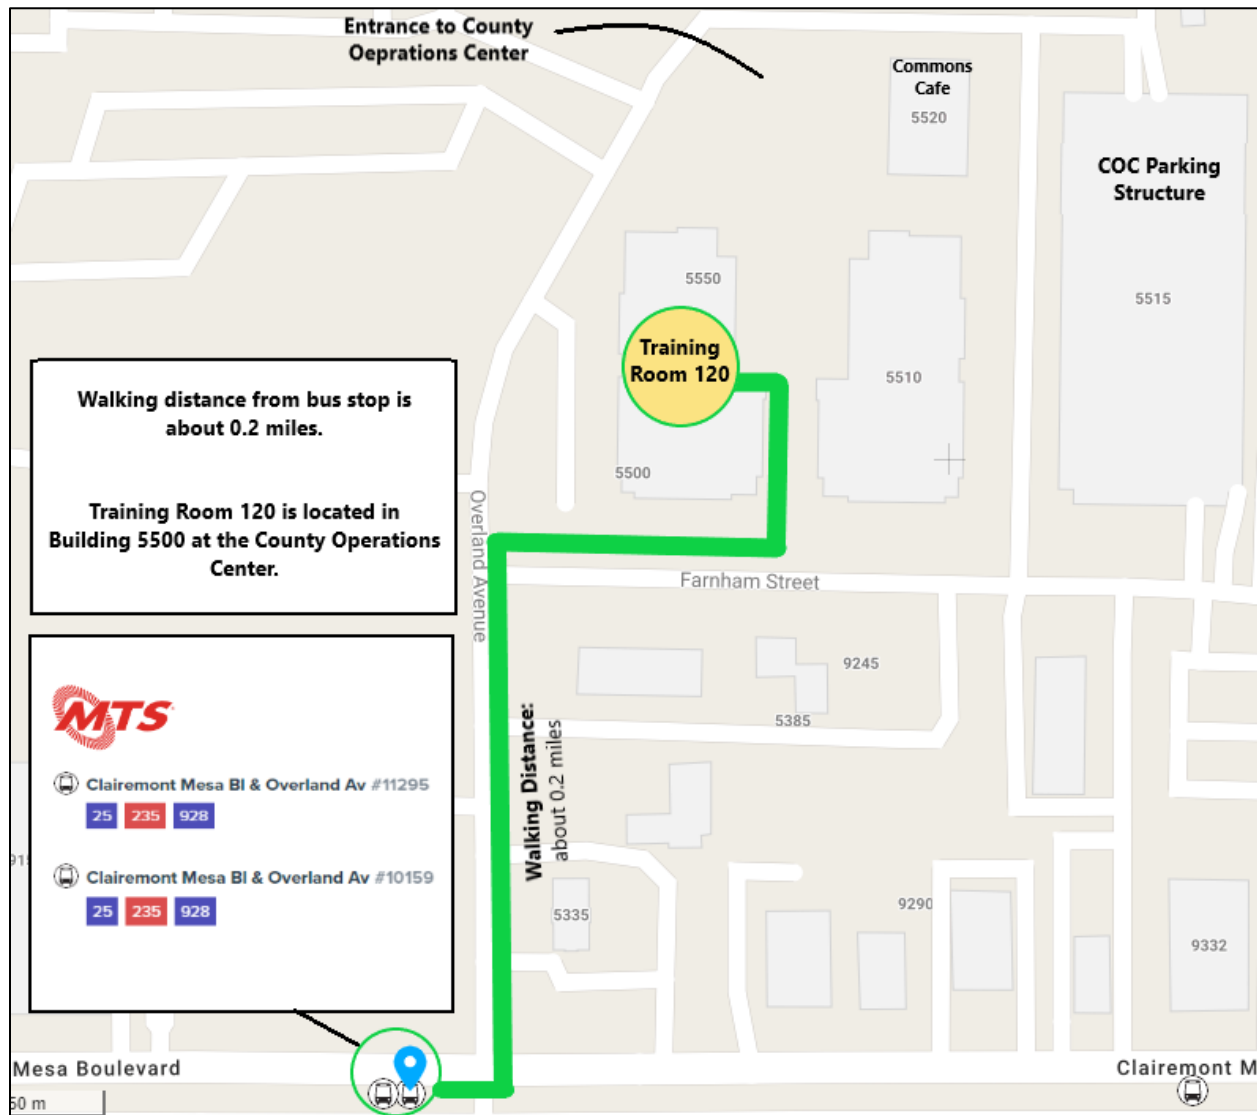 Entrance to County
Oeprations Center
Commons
Cafe
5520
COC Parking
Structure
5550
5515
Training
Room 120
5510
Walking distance from bus stop is
about 0.2 miles.
5500
Training Room 120 is located in
Building 5500 at the County Operations
Center.
Overland Avenue
Farnham Street
9245
5385
MTS
Walking Distance:
about 0.2 miles
Clairemont Mesa Bl & Overland Av #11295
25 235 928
Clairemont Mesa Bl & Overland Av #10159
25 235 928
5335
9290
9332
Mesa Boulevard
Clairemont M
50 m